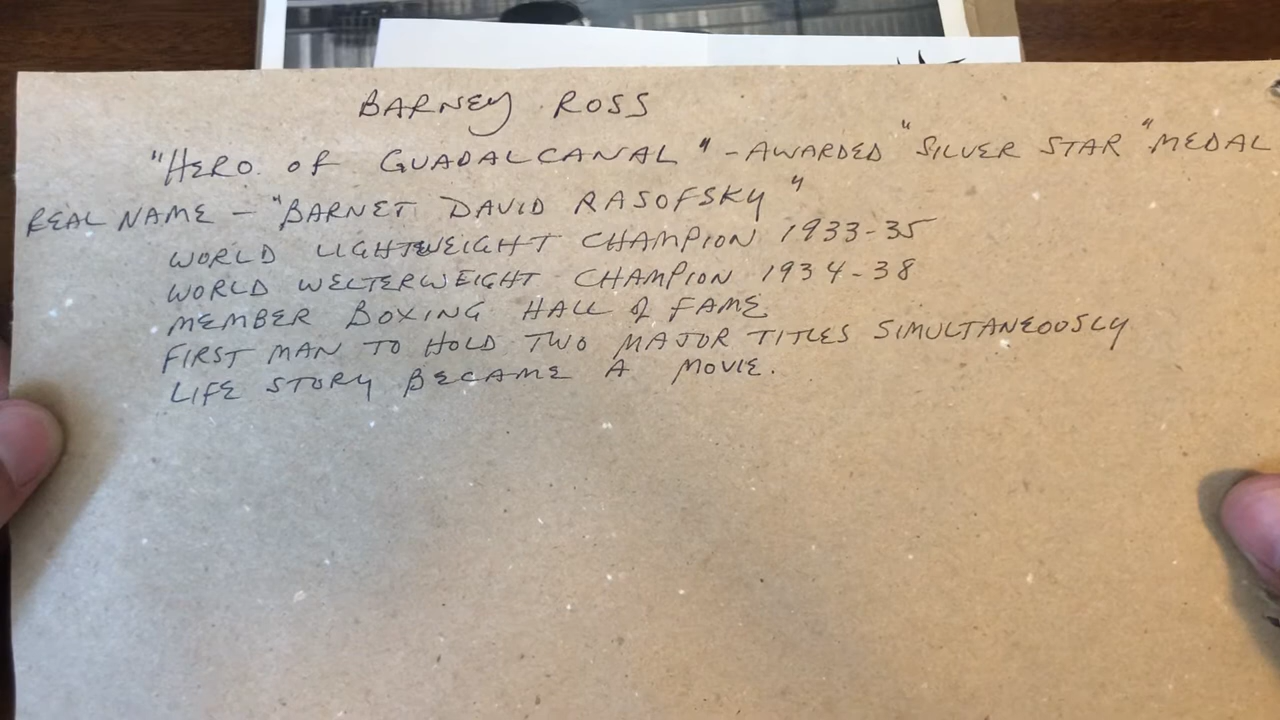 BARNEY ROSS
"HERO OF GUADALCANAL" - AWARDED "SILVER STAR" MEDAL
REAL NAME - "BARNET DAVID RASOFSKY"
WORLD LIGHTWEIGHT CHAMPION 1933-35
WORLD WELTERWEIGHT CHAMPION 1934-38
MEMBER BOXING HALL of FAME
FIRST MAN TO HOLD TWO MAJOR TITLES SIMULTANEOUSLY
LIFE STORY BECAME A MOVIE.